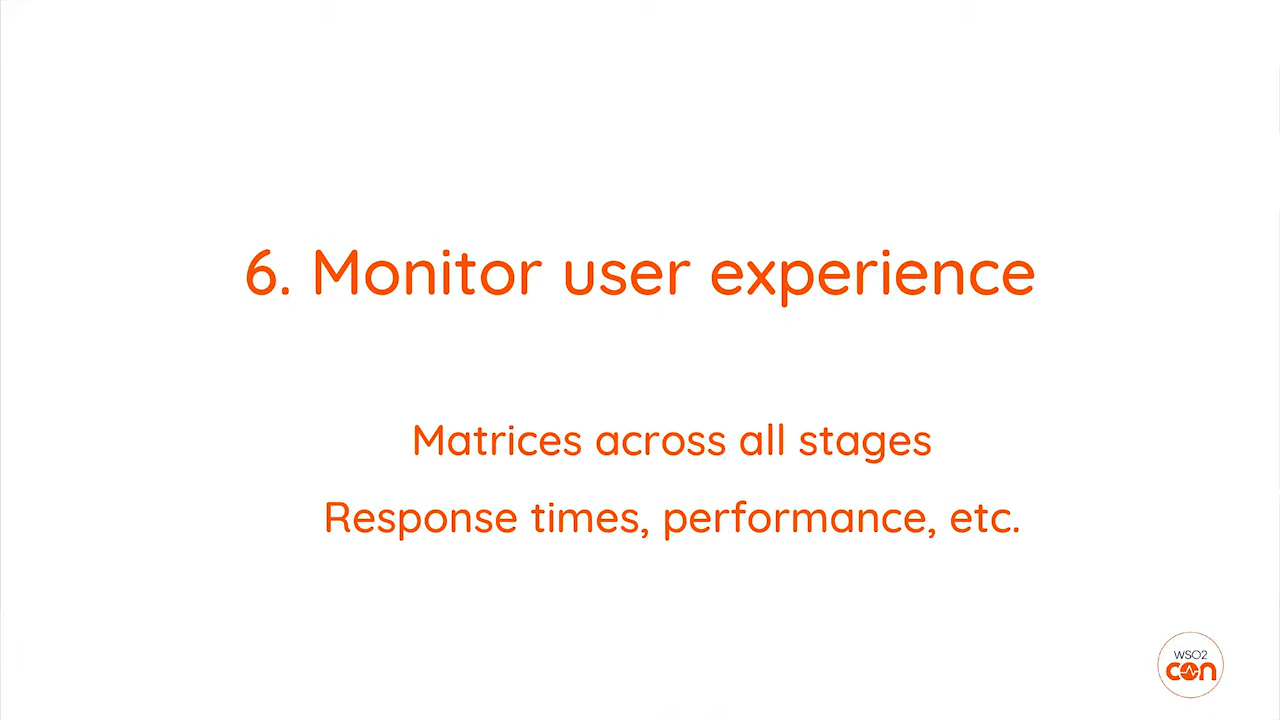 6. Monitor user experience
Matrices across all stages
Response times, performance, etc.
WSO2
con